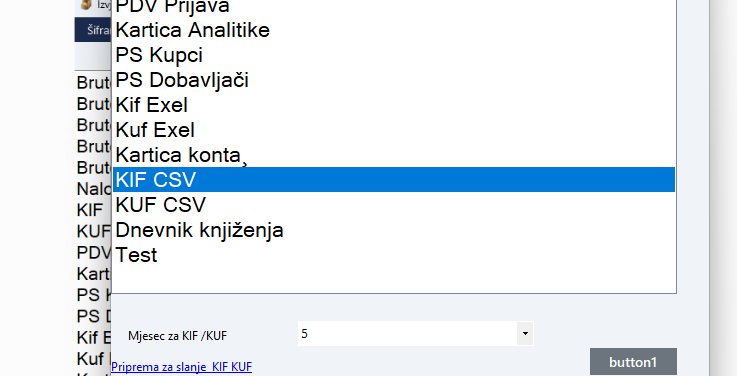 Izvj
Šifrar
PDV Prijava
Kartica Analitike
PS Kupci
PS Dobavljači
Kif Exel
Kuf Exel
Kartica konta¸
KIF CSV
KUF CSV
Dnevnik knjiženja
Test
Brut
Brut
Brut
Brut
Brut
Nalo
KIF
KUF
PDV
Kart
PS K
PS D
Kif E
Kuf
Mjesec za KIF /KUF
5
Priprema za slanje KIF KUF
button1